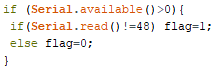 if (Serial.available()>0){
if(Serial.read()!=48) flag=1;
else flag=0;
}